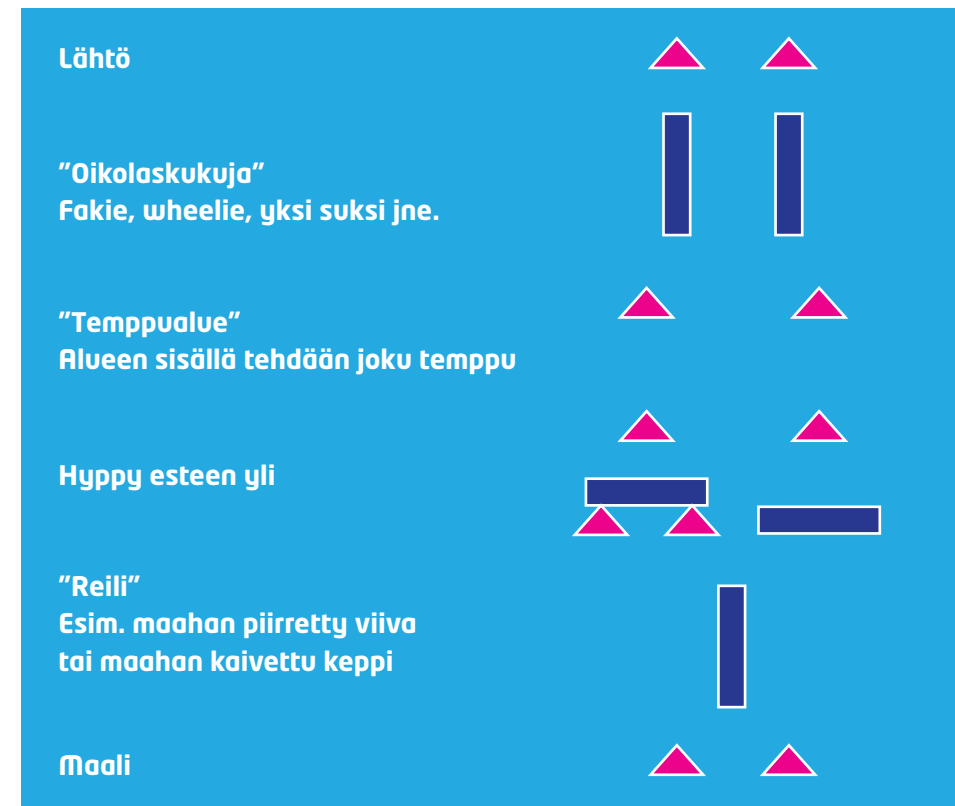 Lähtö
”Oikolaskukuja”
Fakie, wheelie, yksi suksi jne.
”Temppualue”
Alueen sisällä tehdään joku temppu
Hyppy esteen yli
”Reili”
Esim. maahan piirretty viiva
tai maahan kaivettu keppi
Maali